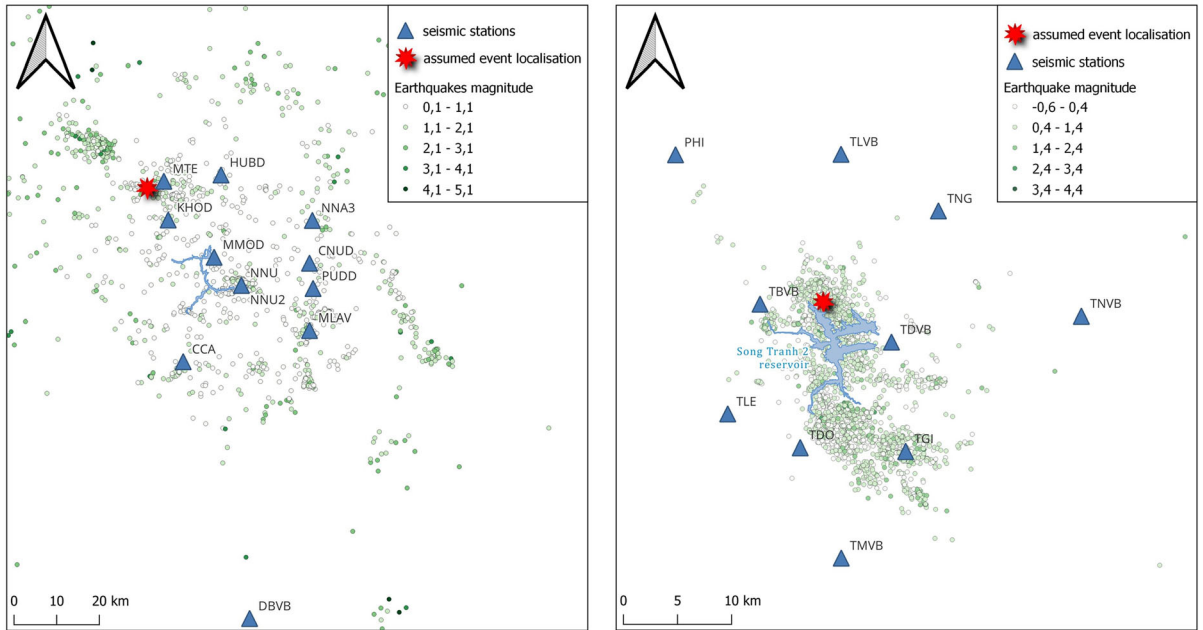 seismic stations
assumed event localisation
Earthquakes magnitude
0,1 - 1,1
1,1 - 2,1
2,1 - 3,1
3,1 - 4,1
4,1 - 5,1
MTE
HUBD
KHOD
NNA3
MMOD
CNUD
NNU
PUDD
NNU2
MLAV
CCA
DBVB
0 10 20 km
assumed event localisation
seismic stations
Earthquake magnitude
-0,6 - 0,4
0,4 - 1,4
1,4 - 2,4
2,4 - 3,4
3,4 - 4,4
PHI
TLVB
TNG
TBVB
TNVB
TDVB
Song Tranh 2
reservoir
TLE
TDO
TGI
TMVB
0 5 10 km